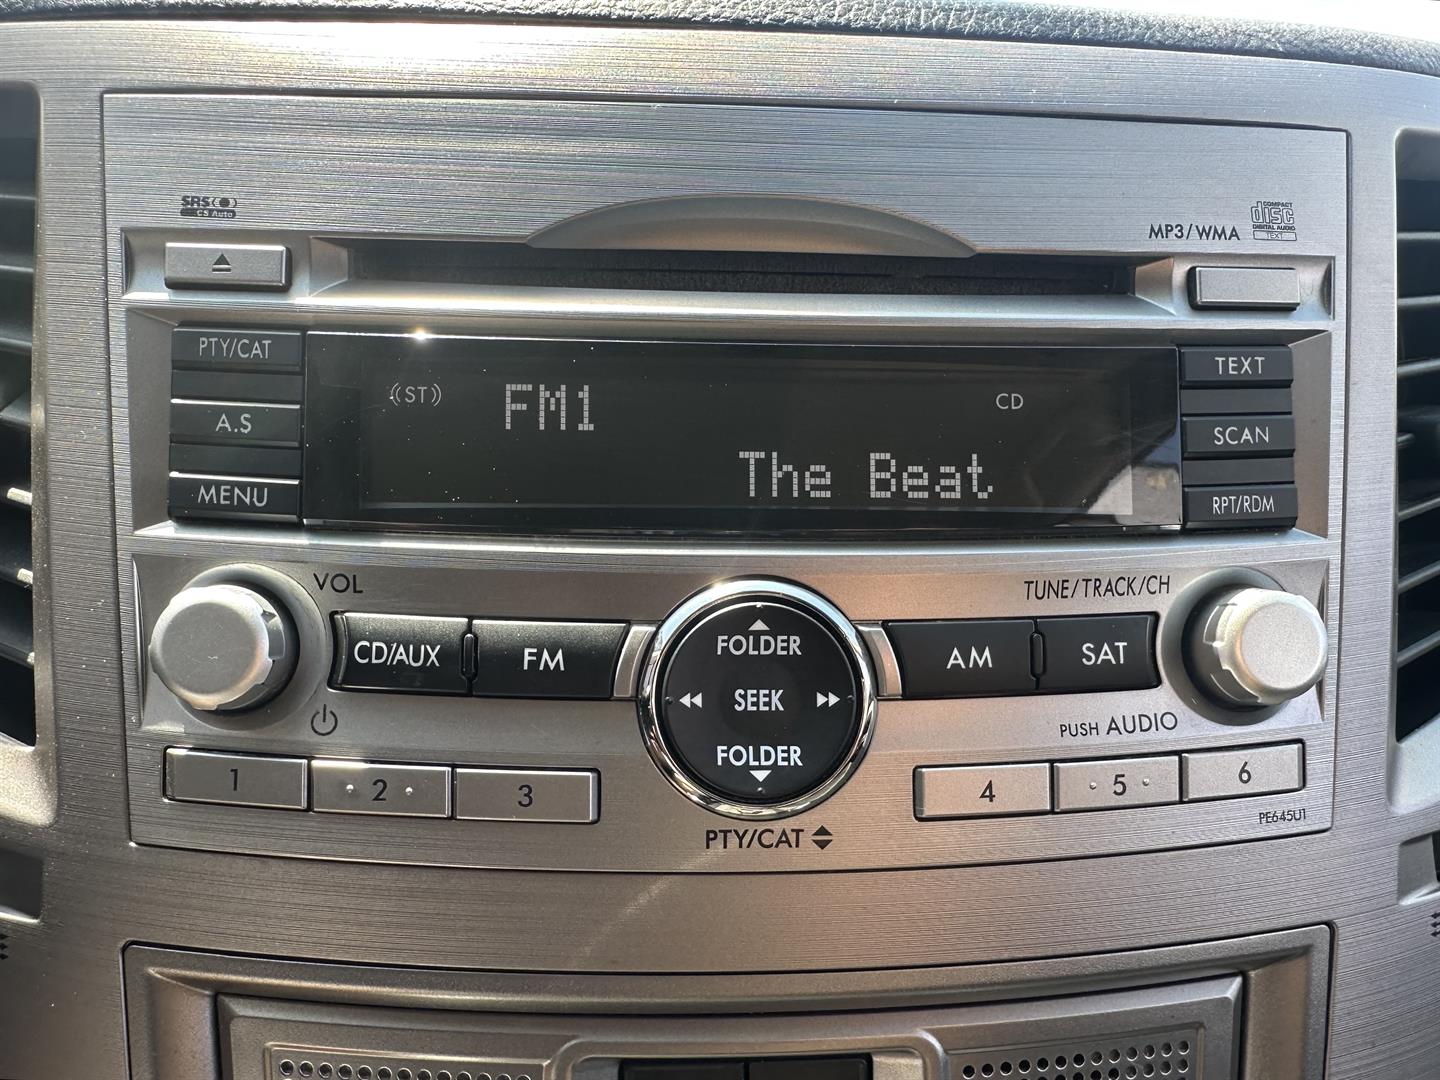 SRS
CS Auto
MP3/WMA
COMPACT
disc
DIGITAL AUDIO
TEXT
PTY/CAT
A.S
MENU
((ST))
FM1
CD
The Beat
TEXT
SCAN
RPT/RDM
VOL
TUNE/TRACK/CH
CD/AUX
FM
FOLDER
SEEK
FOLDER
AM
SAT
PUSH AUDIO
1
2
3
4
5
6
PE645U1
PTY/CAT